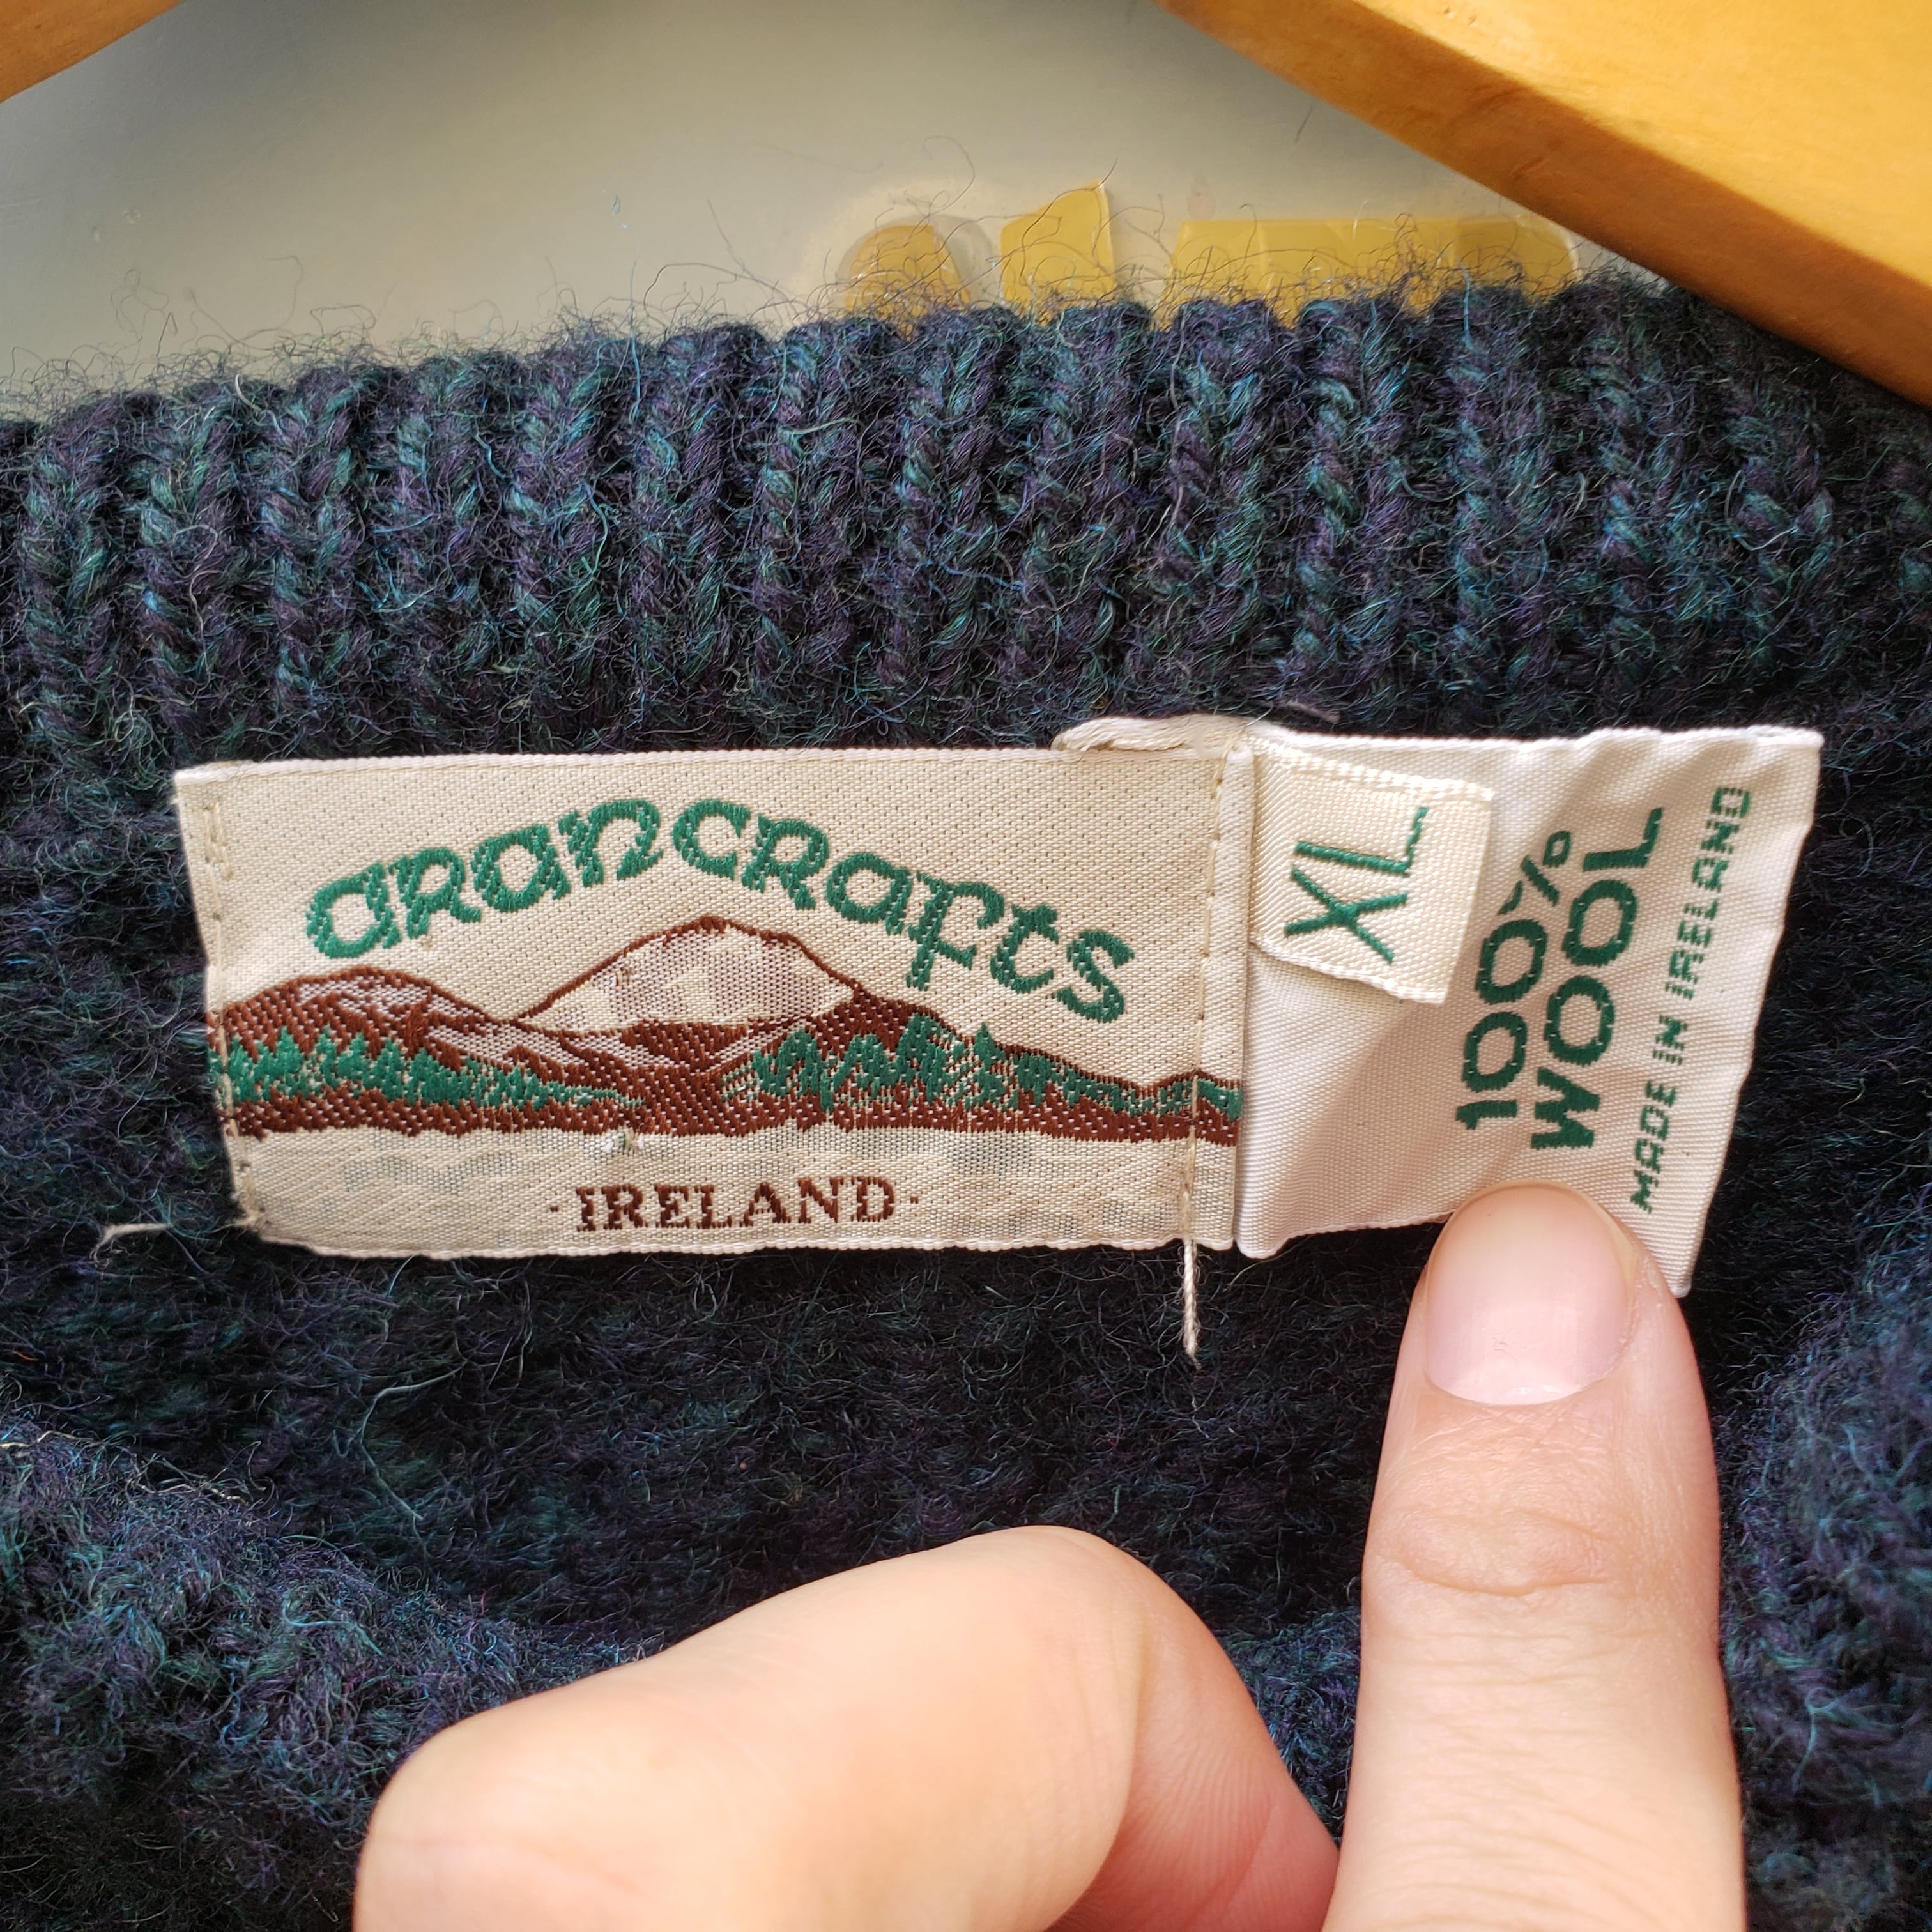 arancrafts
·IRELAND·
XL
100%
WOOL
MADE IN IRELAND